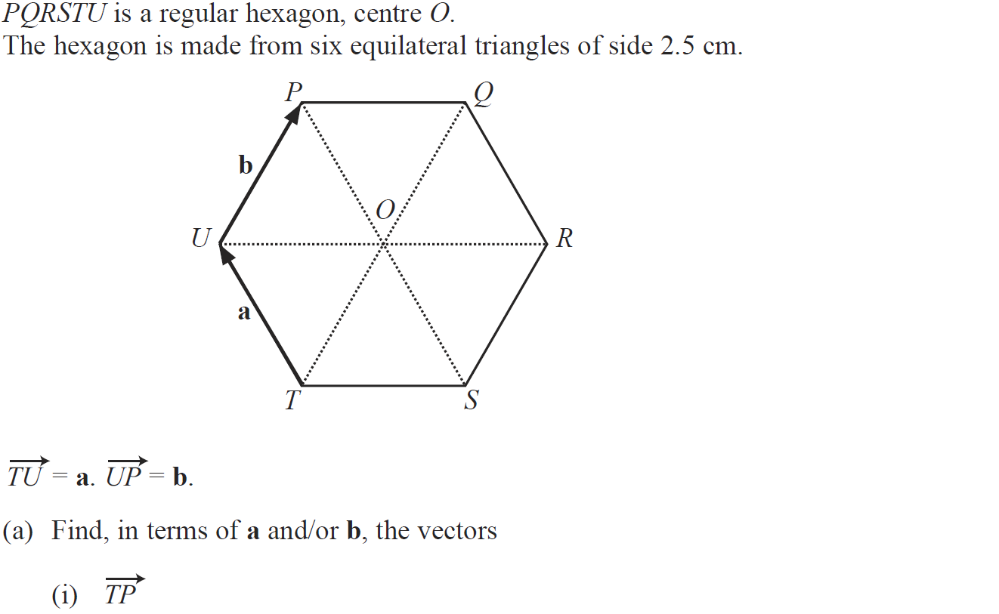 PQRSTU is a regular hexagon, centre O.
The hexagon is made from six equilateral triangles of side 2.5 cm.
P
Q
b
O
U
R
a
T
S
TU = a. UP = b.
(a) Find, in terms of a and/or b, the vectors
(i) TP